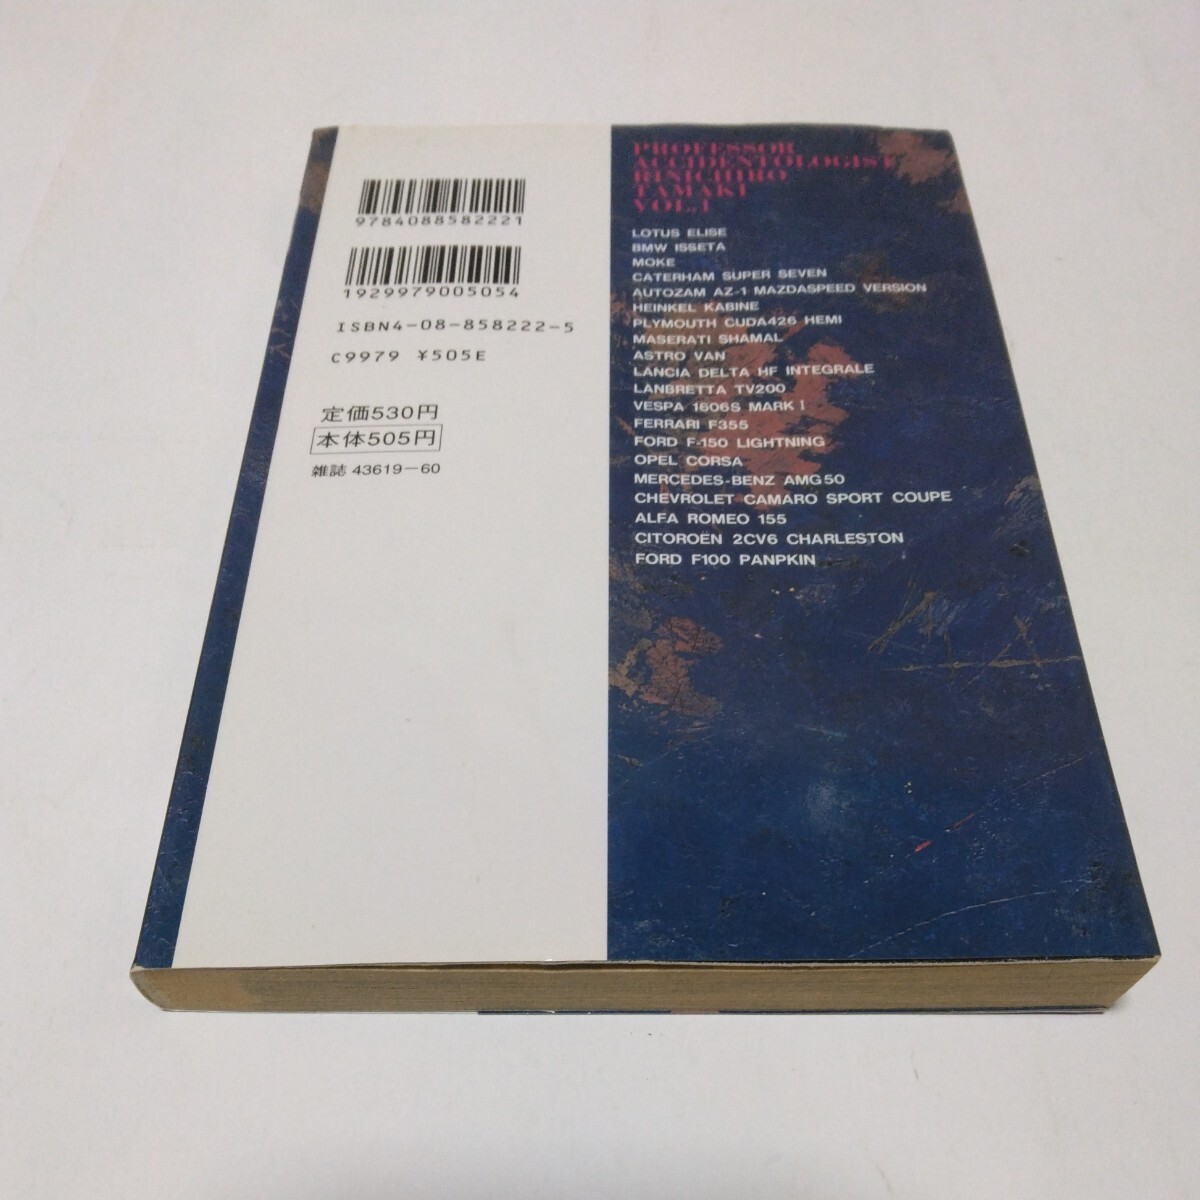 9784088582221
1929979005054
ISBN4-08-858222-5
C9979 ¥505E
定価530円
本体505円
雑誌 43619-60
PROFESSOR
ACCIDENTOLOGIST
RINICHIRO
TAMAKI
VOL.1
LOTUS ELISE
BMW ISSETA
MOKE
CATERHAM SUPER SEVEN
AUTOZAM AZ-1 MAZDASPEED VERSION
HEINKEL KABINE
PLYMOUTH CUDA426 HEMI
MASERATI SHAMAL
ASTRO VAN
LANCIA DELTA HF INTEGRALE
LANBRETTA TV200
VESPA 160GS MARK I
FERRARI F355
FORD F-150 LIGHTNING
OPEL CORSA
MERCEDES-BENZ AMG50
CHEVROLET CAMARO SPORT COUPE
ALFA ROMEO 155
CITOROËN 2CV6 CHARLESTON
FORD F100 PANPKIN